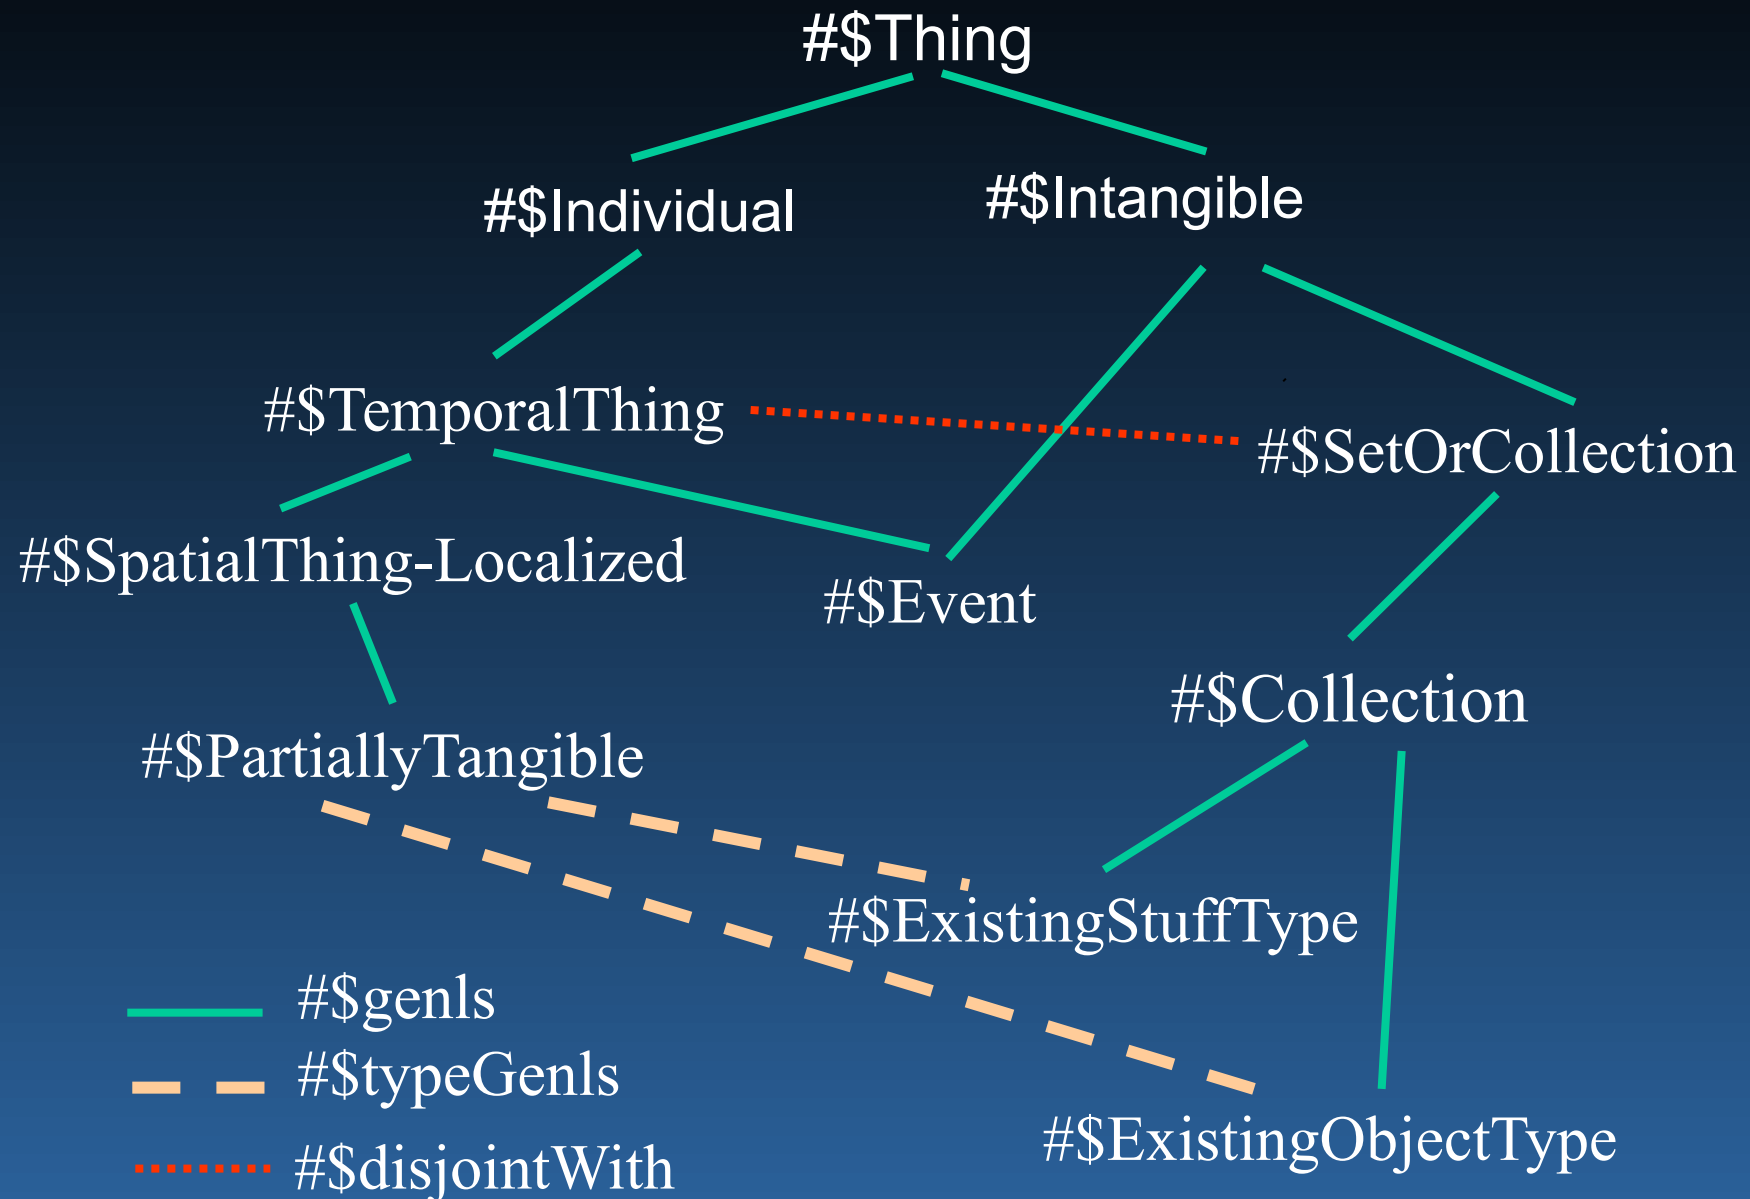 #$Thing
#$Individual
#$Intangible
#$TemporalThing
#$SetOrCollection
#$SpatialThing-Localized
#$Event
#$Collection
#$PartiallyTangible
#$ExistingStuffType
#$genls
#$typeGenls
#$ExistingObjectType
#$disjointWith